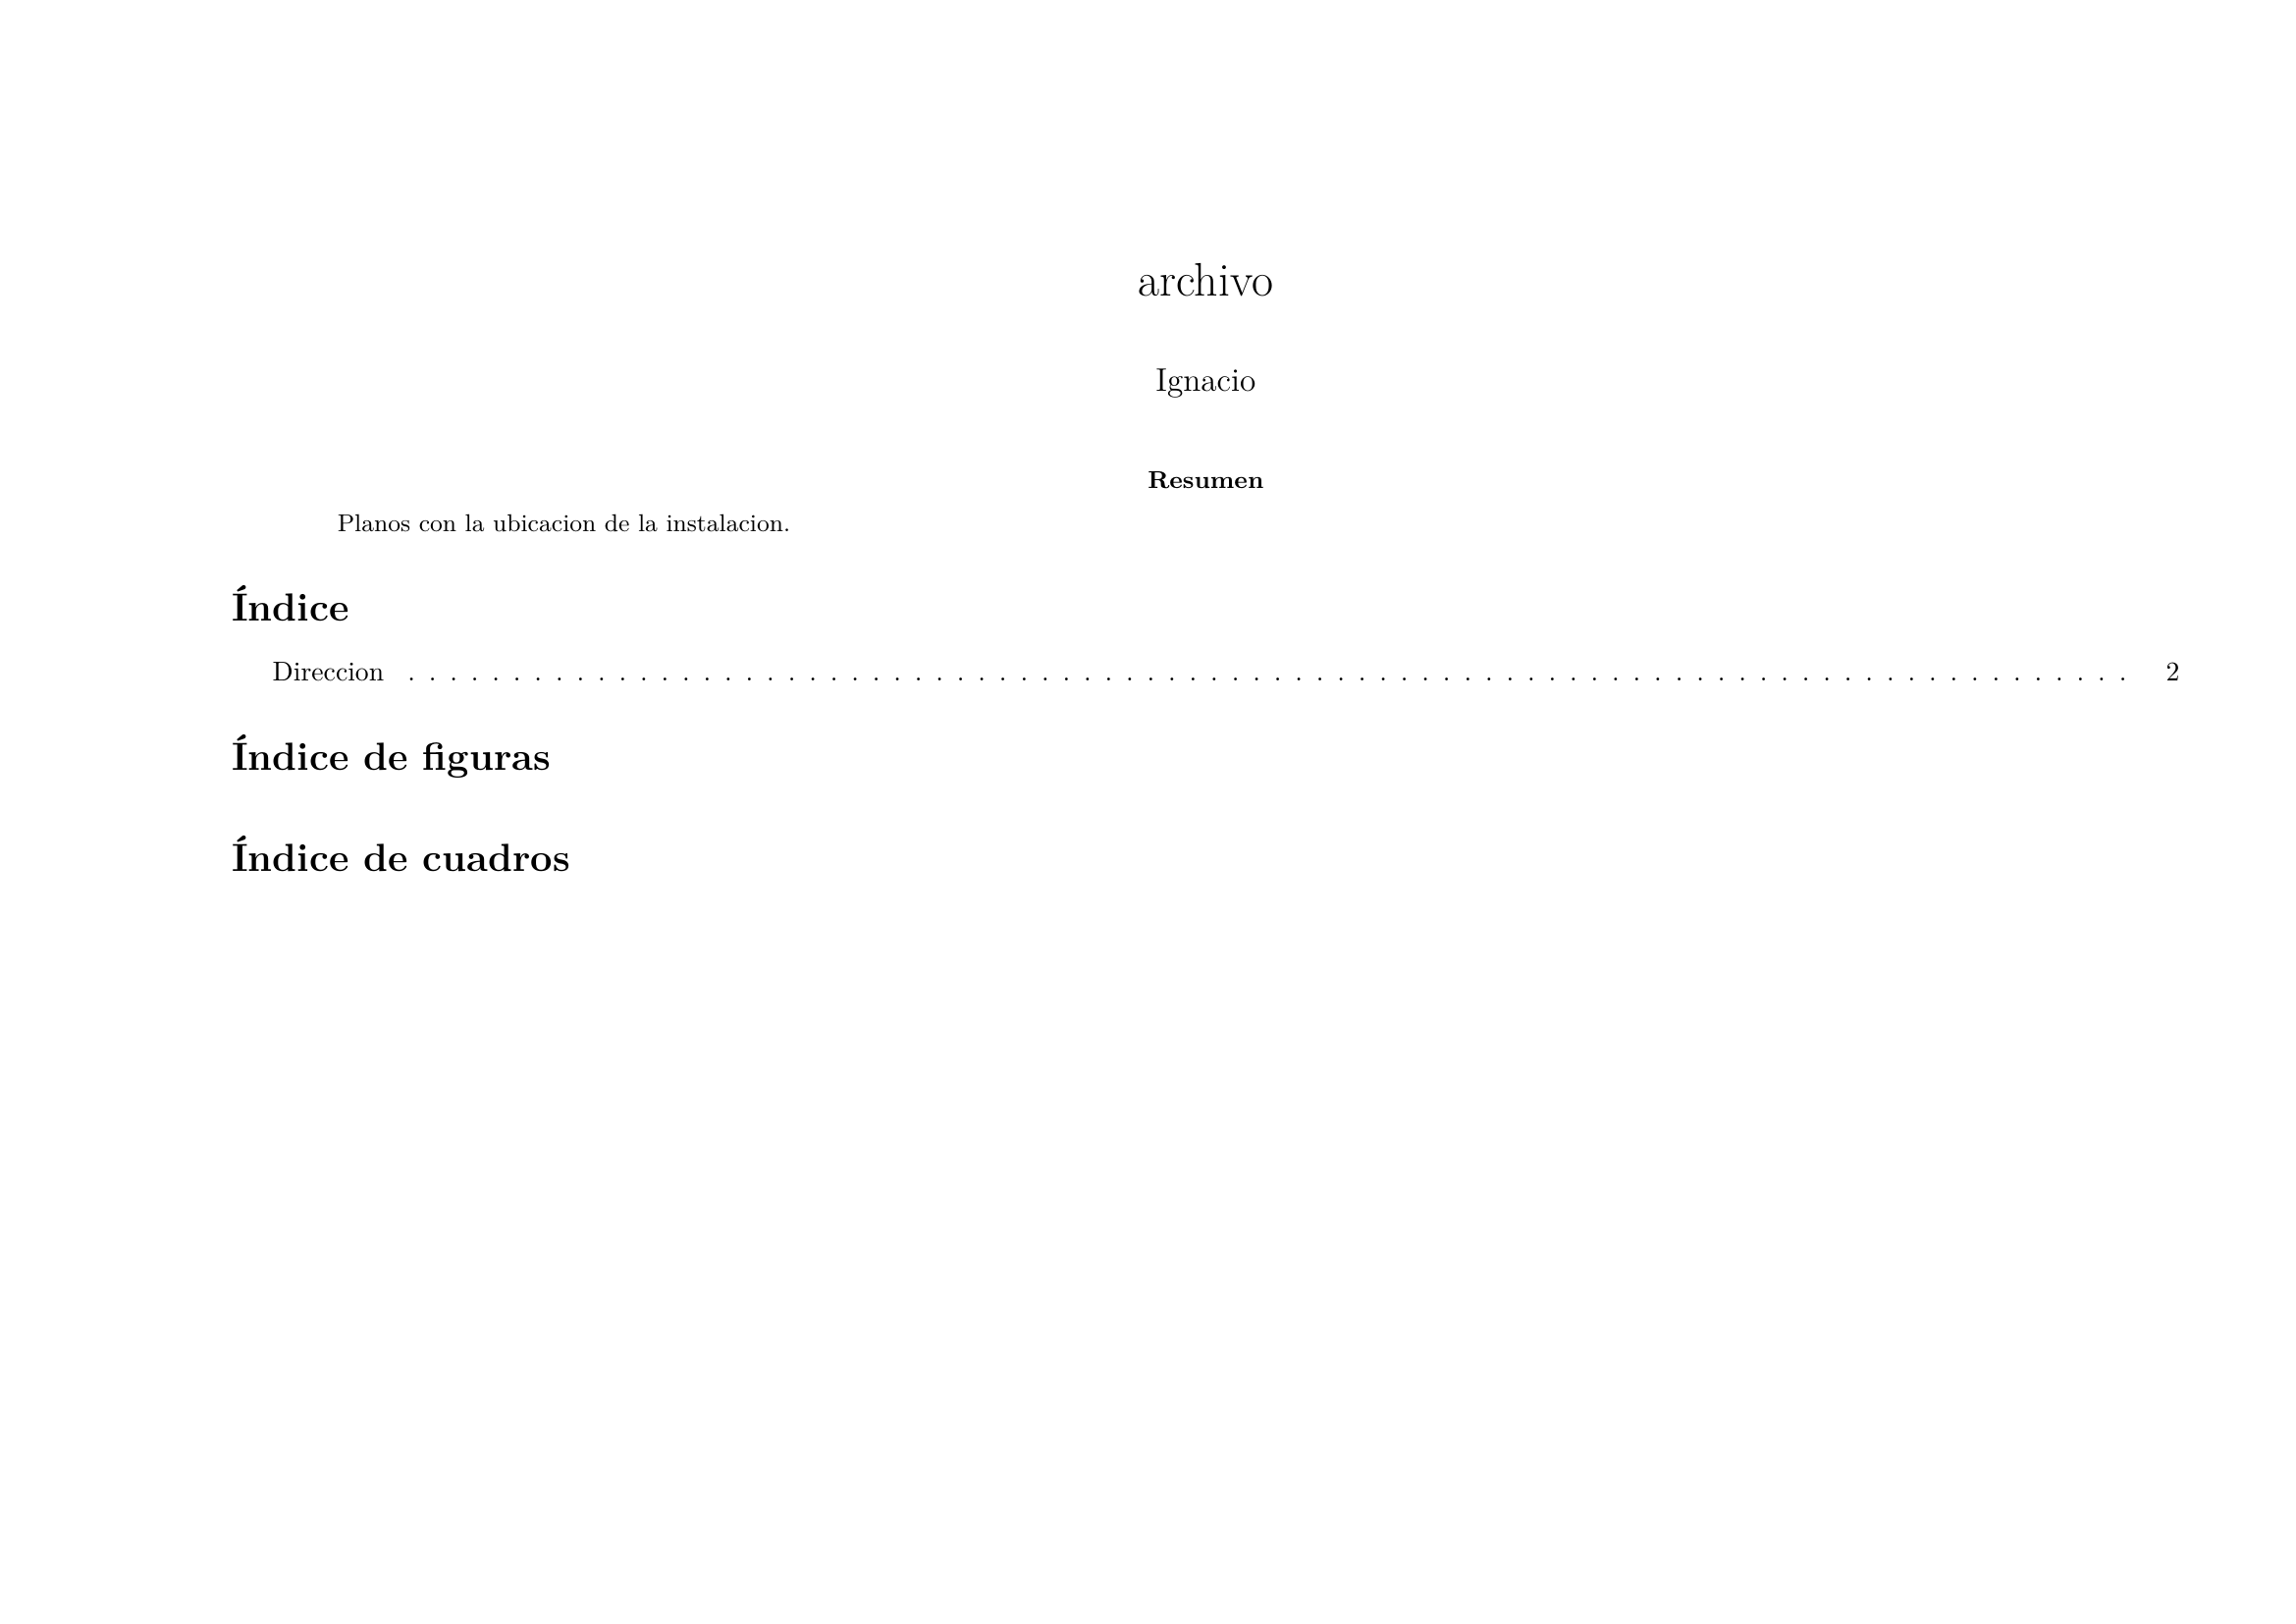 archivo
Ignacio
Resumen
Planos con la ubicacion de la instalacion.
Índice
Direccion . . . . . . . . . . . . . . . . . . . . . . . . . . . . . . . . . . . . . . . . . . . . . . . . . . . . . . . . . . . . . . . . . . . . . . . . . . . . . . . . . . 2
Índice de figuras
Índice de cuadros